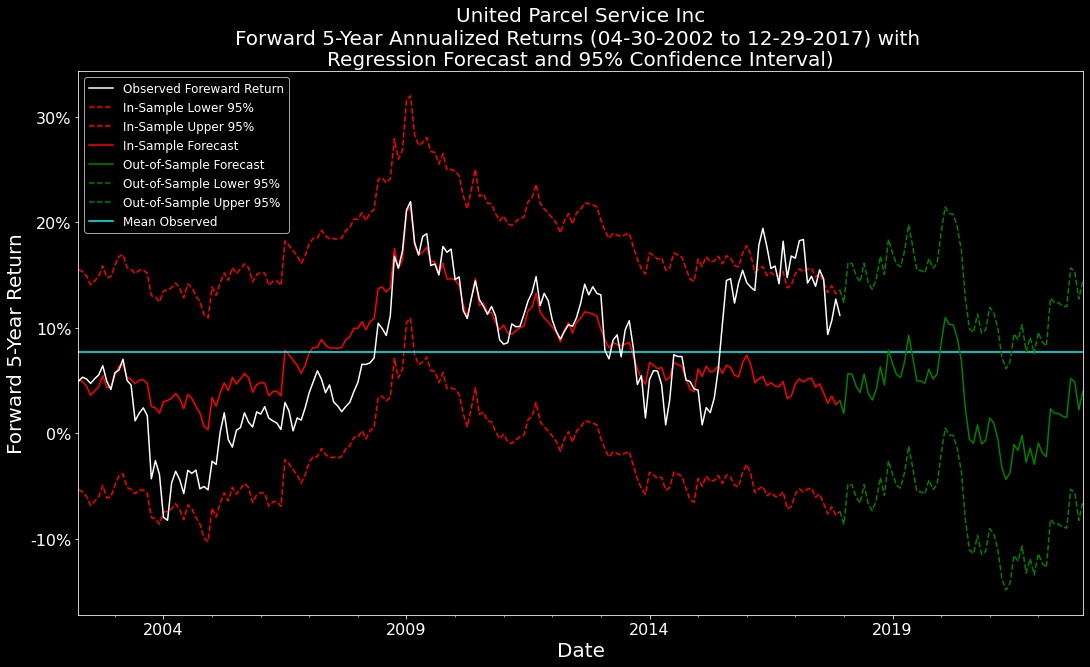 United Parcel Service Inc
Forward 5-Year Annualized Returns (04-30-2002 to 12-29-2017) with
Regression Forecast and 95% Confidence Interval)
Observed Foreward Return
In-Sample Lower 95%
In-Sample Upper 95%
In-Sample Forecast
Out-of-Sample Forecast
Out-of-Sample Lower 95%
Out-of-Sample Upper 95%
Mean Observed
Forward 5-Year Return
30%
20%
10%
0%
-10%
2004
2009
2014
2019
Date